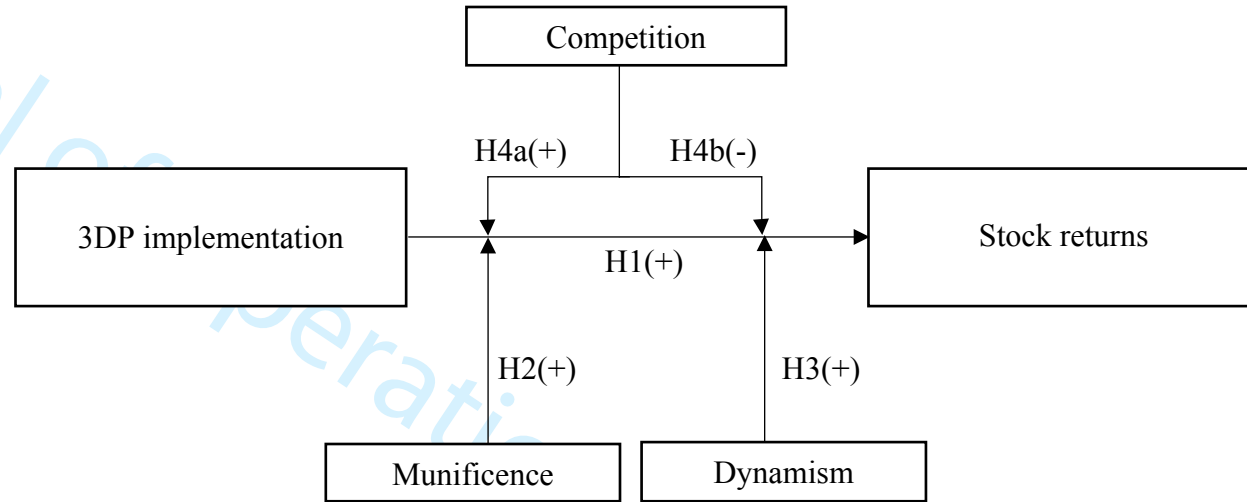 Competition
H4a(+)
H4b(-)
3DP implementation
Stock returns
H1(+)
H2(+)
H3(+)
Munificence
Dynamism